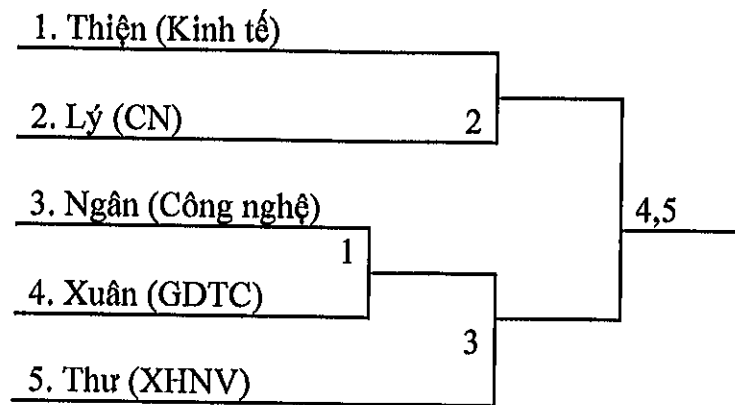 1. Thiện (Kinh tế)
2. Lý (CN)
2
3. Ngân (Công nghệ)
4,5
1
4. Xuân (GDTC)
3
5. Thư (XHNV)